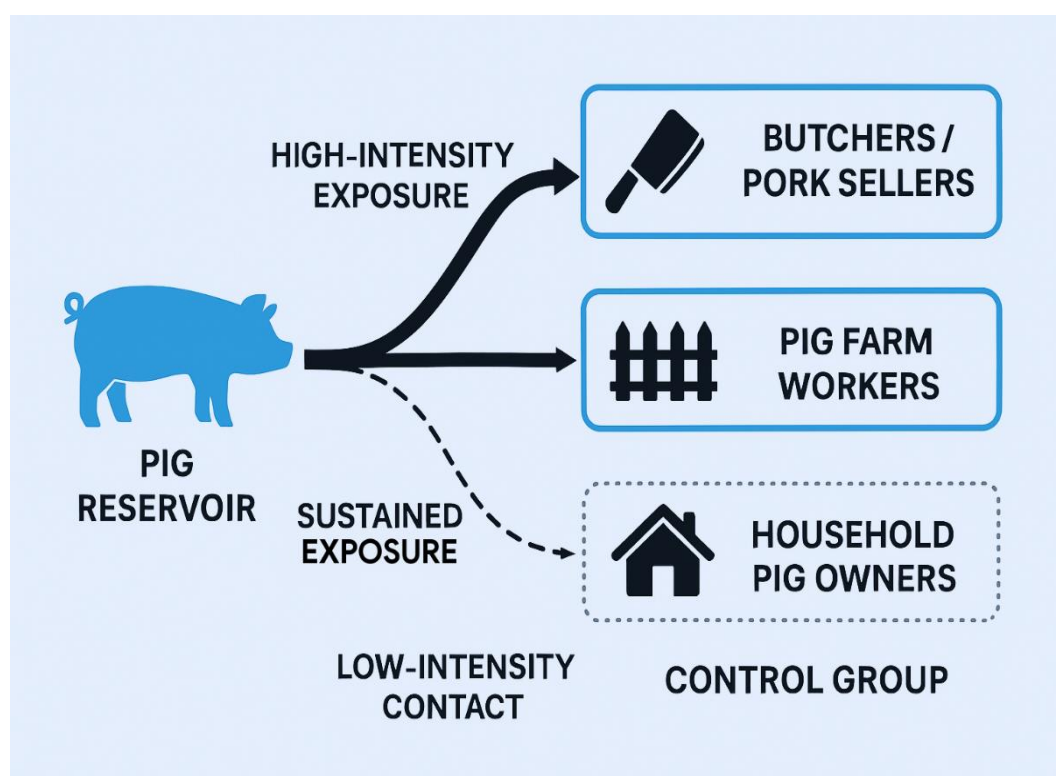 HIGH-INTENSITY
EXPOSURE
BUTCHERS /
PORK SELLERS
PIG FARM
WORKERS
PIG
RESERVOIR
SUSTAINED
EXPOSURE
HOUSEHOLD
PIG OWNERS
LOW-INTENSITY
CONTACT
CONTROL GROUP